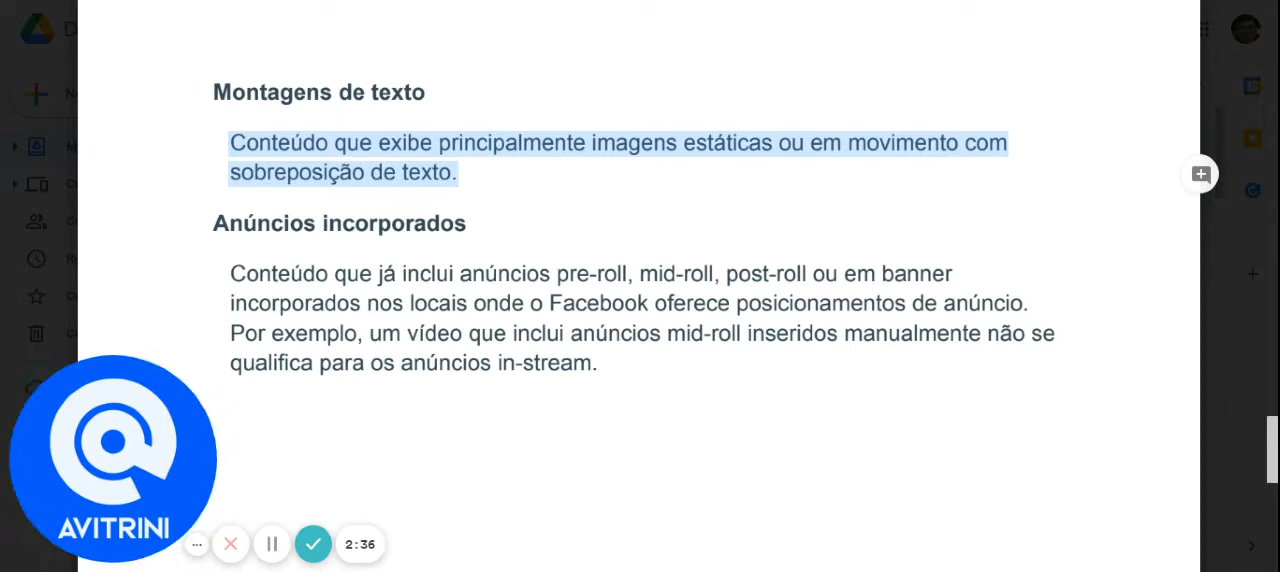 Montagens de texto
Conteúdo que exibe principalmente imagens estáticas ou em movimento com
sobreposição de texto.
Anúncios incorporados
Conteúdo que já inclui anúncios pre-roll, mid-roll, post-roll ou em banner
incorporados nos locais onde o Facebook oferece posicionamentos de anúncio.
Por exemplo, um vídeo que inclui anúncios mid-roll inseridos manualmente não se
qualifica para os anúncios in-stream.
AVITRINI
2:36